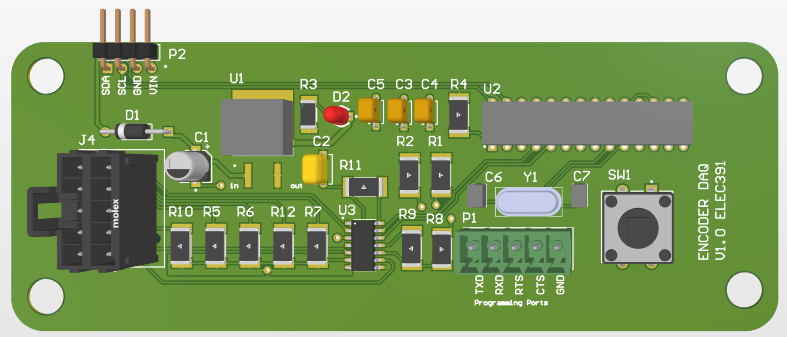 P2
SDA
SCL
GND
VIN
U1
R3
D2
C5
C3
C4
R4
U2
D1
J4
C1
+
C2
R2
R1
in
out
R11
C6
Y1
C7
SW1
molex
R10
R5
R6
R12
R7
U3
R9
R8
P1
TXD
RXD
RTS
CTS
GND
Programming Ports
ENCODER DAQ
V1.0 ELEC391